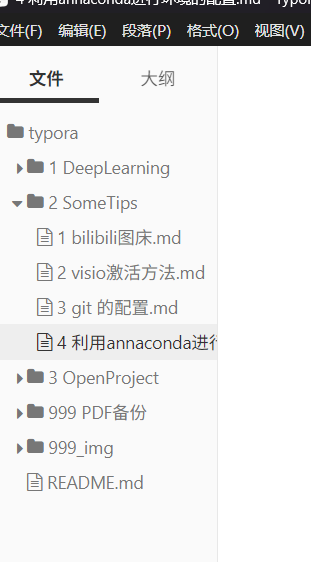 4 利用annaconda进行环境的配置.md - Typo
文件(F) 编辑(E) 段落(P) 格式(O) 视图(V)
文件 大纲
typora
1 DeepLearning
2 SomeTips
1 bilibili图床.md
2 visio激活方法.md
3 git 的配置.md
4 利用annaconda进行
3 OpenProject
999 PDF备份
999_img
README.md